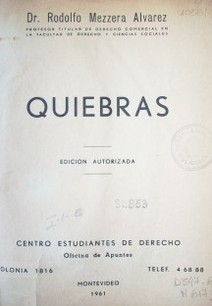 Dr. Rodolfo Mezzera Alvarez
PROFESOR TITULAR DE DERECHO COMERCIAL EN
LA FACULTAD DE DERECHO Y CIENCIAS SOCIALES
QUIEBRAS
EDICION AUTORIZADA
CENTRO ESTUDIANTES DE DERECHO
Oficina de Apuntes
OLONIA 1816 TELEF. 4 68 88
MONTEVIDEO
1961